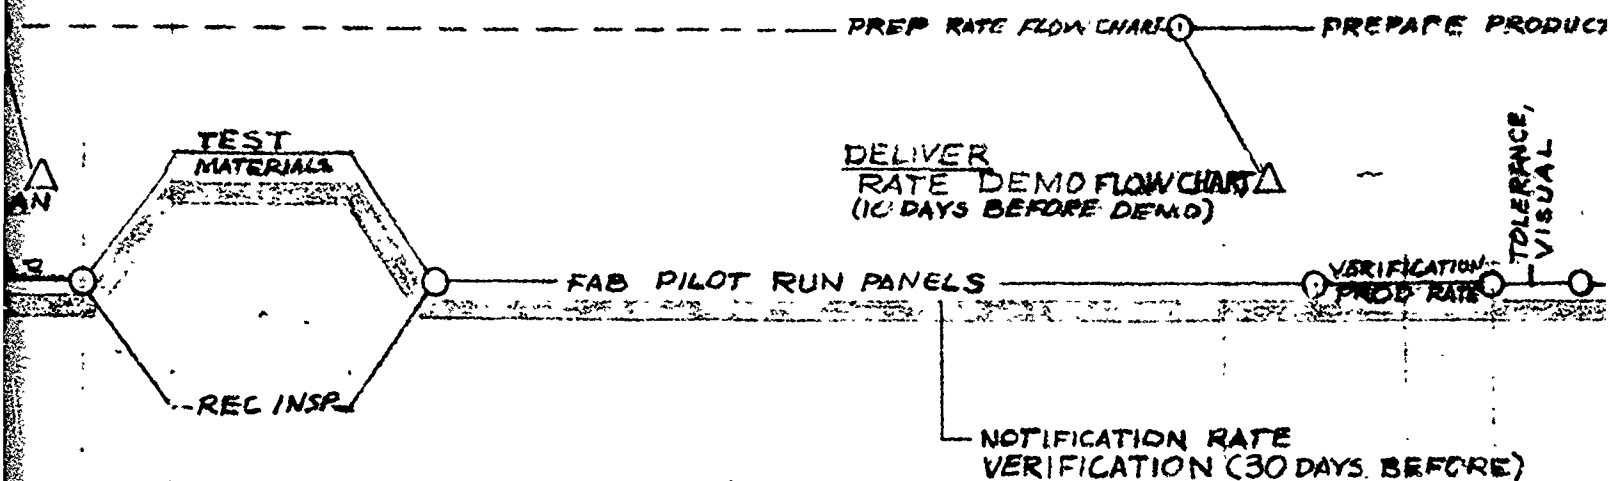 PREP RATE FLOW CHART
PREPARE PRODUCT
TEST
MATERIALS
AN
DELIVER
RATE DEMO FLOW CHART
(10 DAYS BEFORE DEMO)
TOLERANCE,
VISUAL
FAB PILOT RUN PANELS
VERIFICATION
PROD RATE
REC INSP
NOTIFICATION RATE
VERIFICATION (30 DAYS BEFORE)